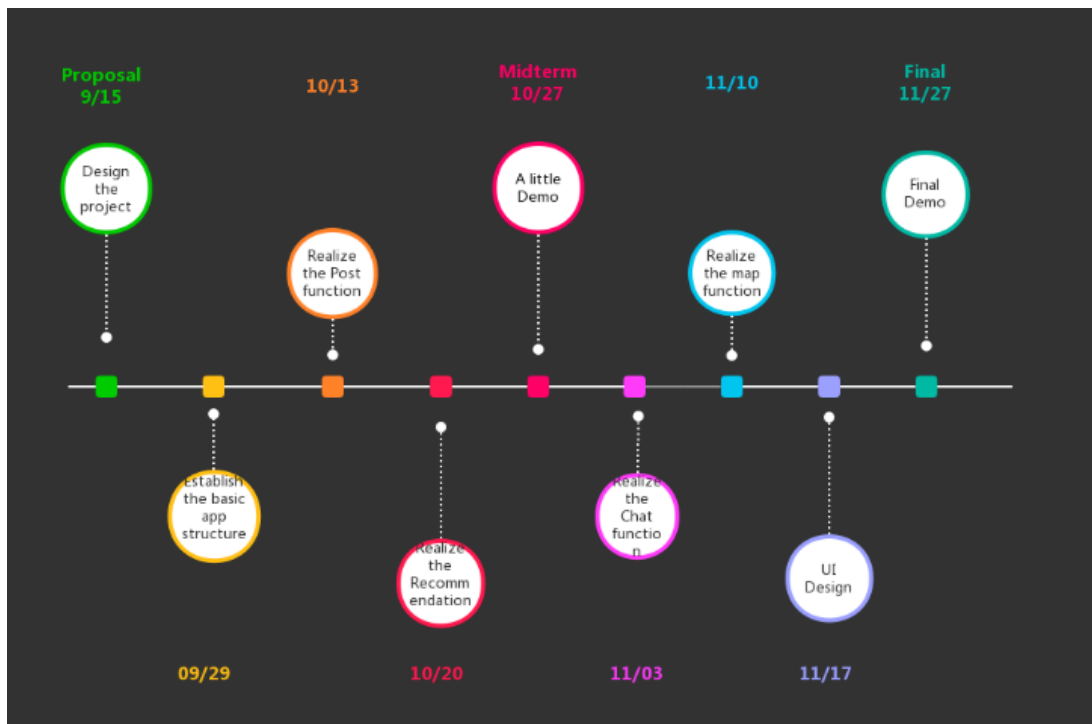 Proposal
9/15
10/13
Midterm
10/27
11/10
Final
11/27
Design
the
project
A little
Demo
Final
Demo
Realize
the Post
function
Realize
the map
function
Establish
the basic
app
structure
Realize
the
Chat
functio
n
Realize
the
Recomm
endation
UI
Design
09/29
10/20
11/03
11/17